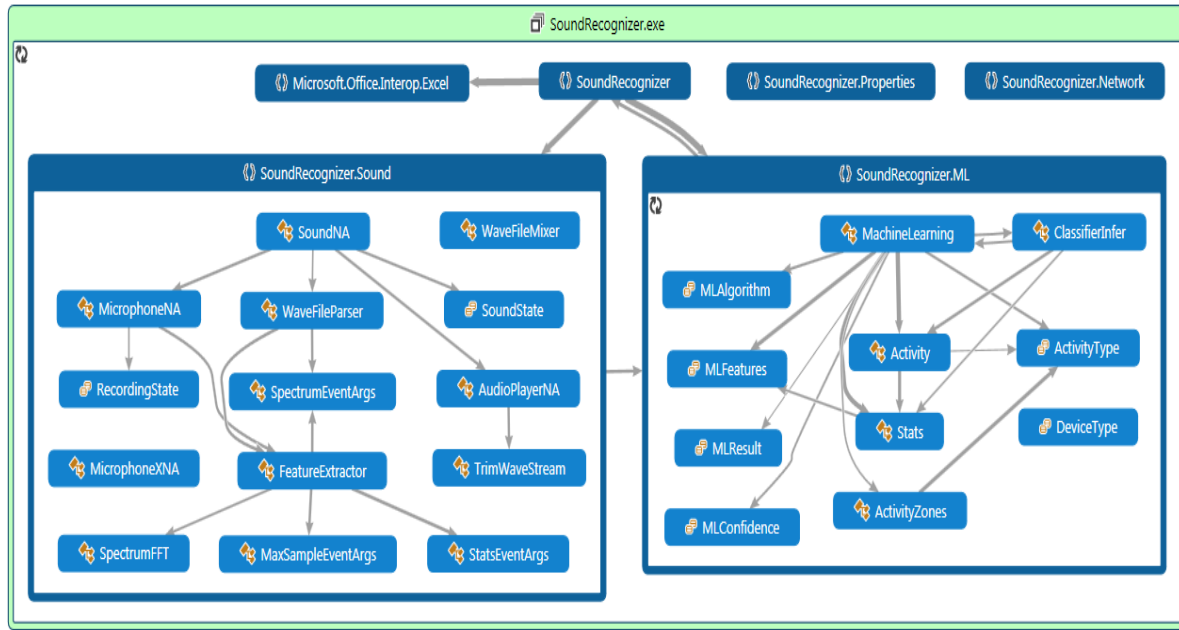 SoundRecognizer.exe
Microsoft.Office.Interop.Excel
SoundRecognizer
SoundRecognizer.Properties
SoundRecognizer.Network
SoundRecognizer.Sound
SoundNA
WaveFileMixer
MicrophoneNA
WaveFileParser
SoundState
RecordingState
SpectrumEventArgs
AudioPlayerNA
MicrophoneXNA
FeatureExtractor
TrimWaveStream
SpectrumFFT
MaxSampleEventArgs
StatsEventArgs
SoundRecognizer.ML
MachineLearning
ClassifierInfer
MLAlgorithm
MLFeatures
Activity
ActivityType
MLResult
Stats
DeviceType
MLConfidence
ActivityZones